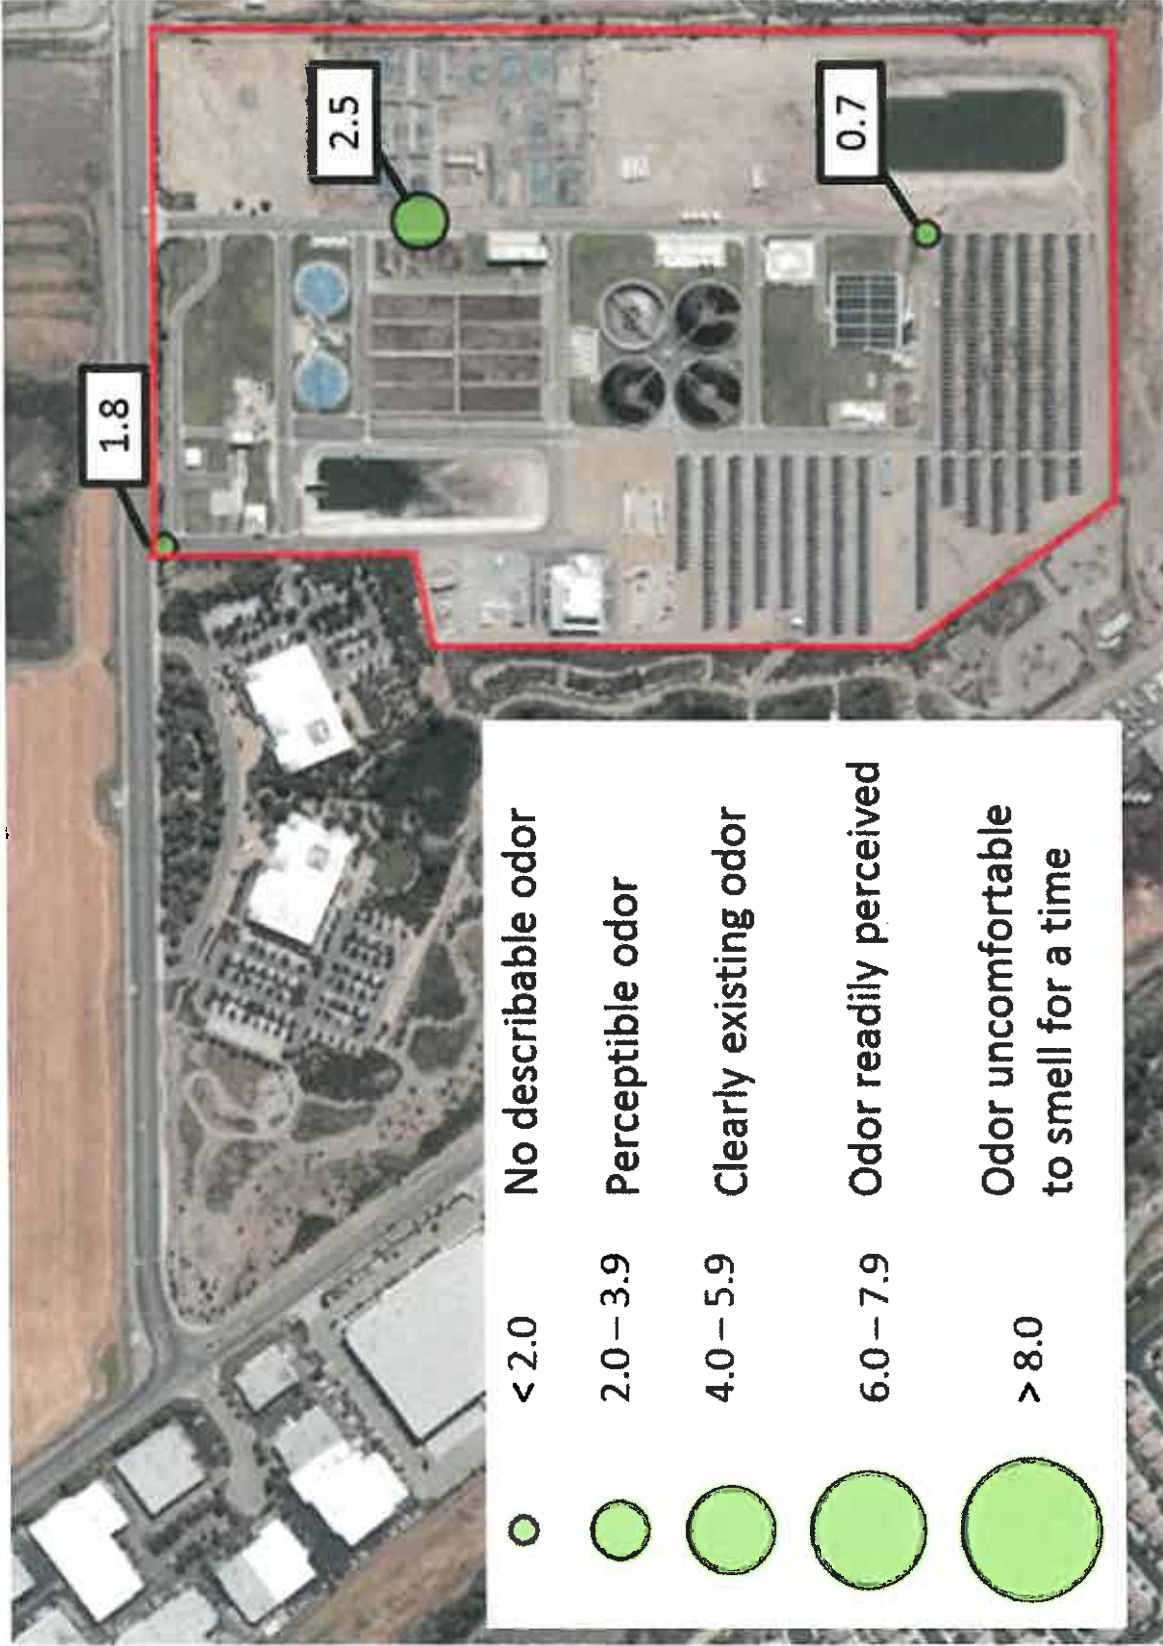 1.8
2.5
0.7
< 2.0 No describable odor
2.0 – 3.9 Perceptible odor
4.0 – 5.9 Clearly existing odor
6.0 – 7.9 Odor readily perceived
> 8.0 Odor uncomfortable
to smell for a time